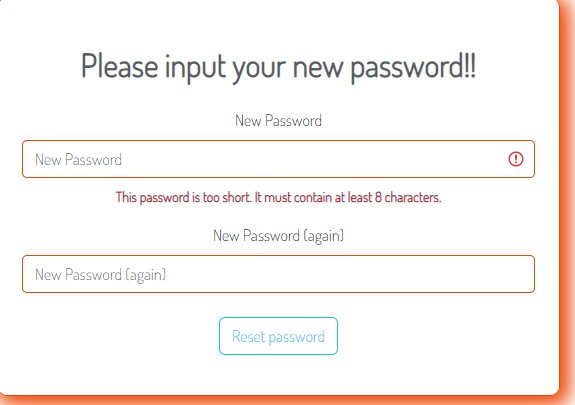 Please input your new password!!
New Password
New Password
This password is too short. It must contain at least 8 characters.
New Password (again)
New Password (again)
Reset password